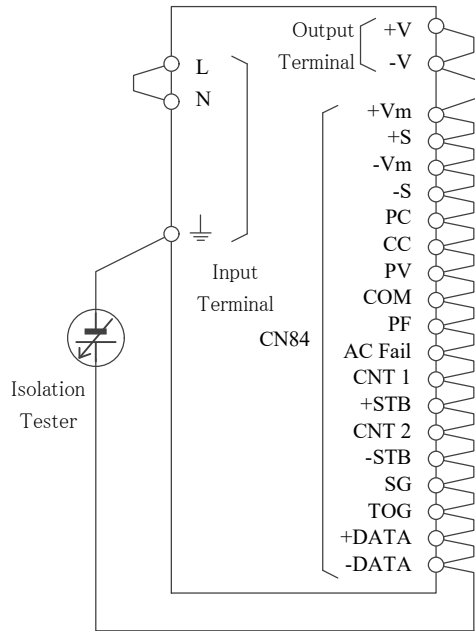 Output
Terminal
+V
-V
L
N
Input
Terminal
CN84
+Vm
+S
-Vm
-S
PC
CC
PV
COM
PF
AC Fail
CNT 1
+STB
CNT 2
-STB
SG
TOG
+DATA
-DATA
Isolation
Tester